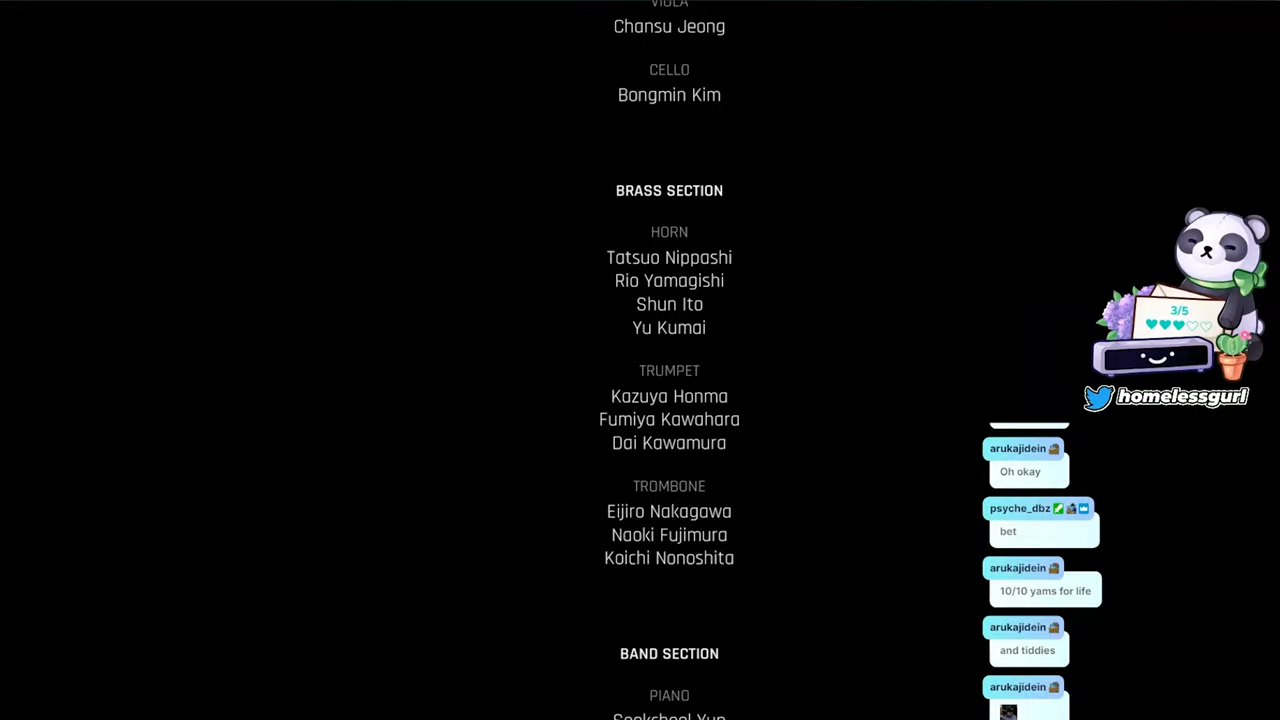 VIOLA
Chansu Jeong
CELLO
Bongmin Kim
BRASS SECTION
HORN
Tatsuo Nippashi
Rio Yamagishi
Shun Ito
Yu Kumai
TRUMPET
Kazuya Honma
Fumiya Kawahara
Dai Kawamura
TROMBONE
Eijiro Nakagawa
Naoki Fujimura
Koichi Nonoshita
BAND SECTION
PIANO
3/5
homelessgurl
arukajidein
Oh okay
psyche_dbz
bet
arukajidein
10/10 yams for life
arukajidein
and tiddies
arukajidein